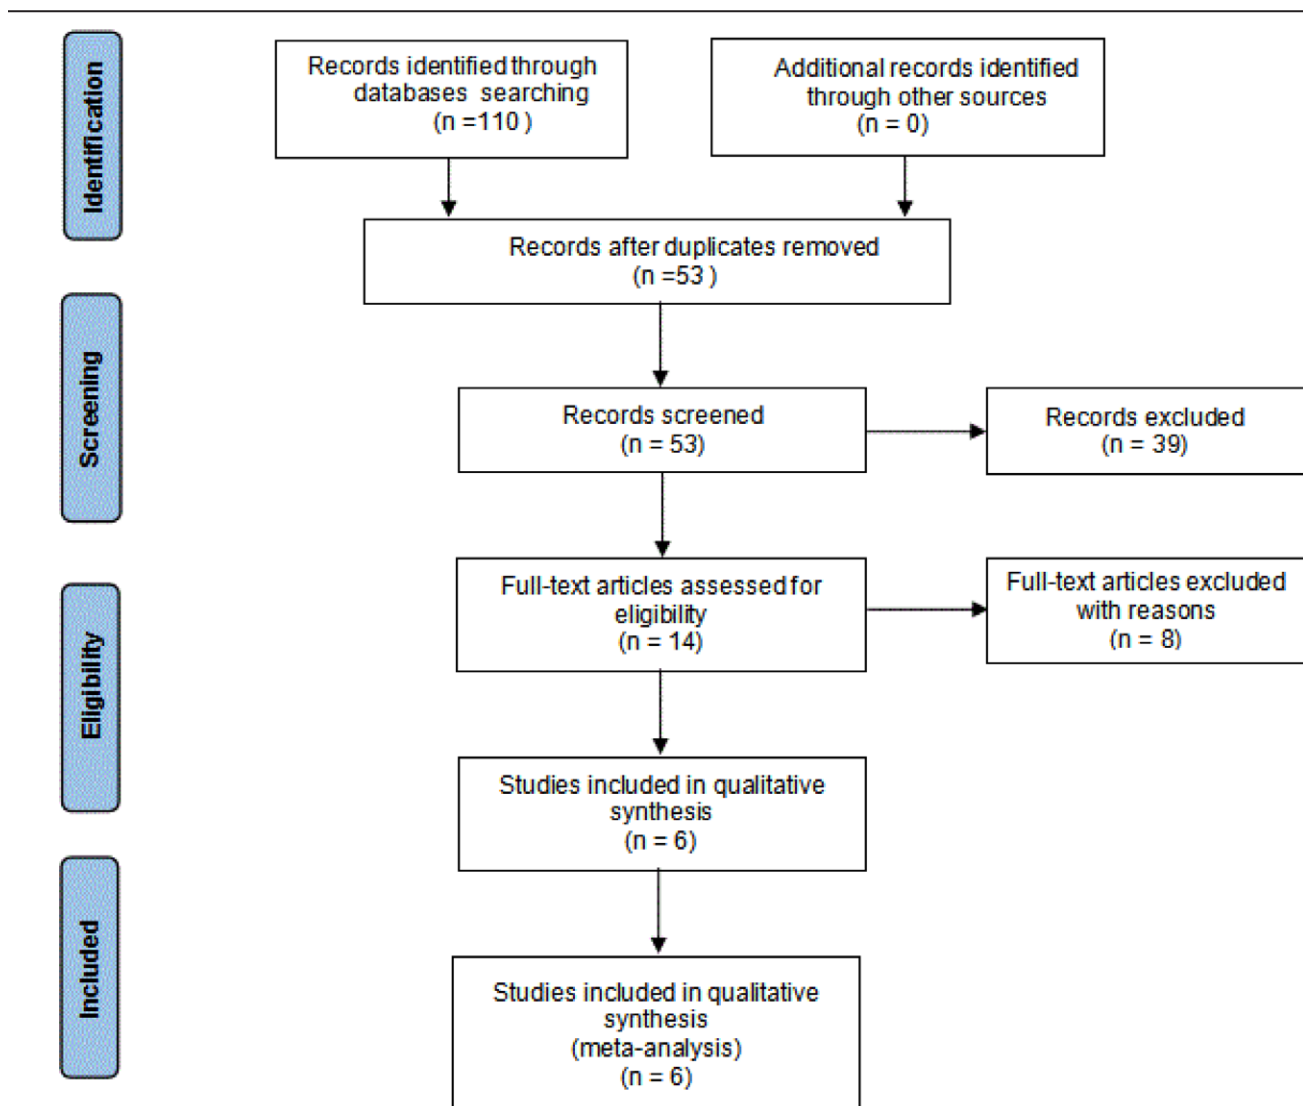 Identification
Records identified through
databases searching
(n =110 )
Additional records identified
through other sources
(n = 0)
Records after duplicates removed
(n =53 )
Screening
Records screened
(n = 53)
Records excluded
(n = 39)
Eligibility
Full-text articles assessed for
eligibility
(n = 14)
Full-text articles excluded
with reasons
(n = 8)
Studies included in qualitative
synthesis
(n = 6)
Included
Studies included in qualitative
synthesis
(meta-analysis)
(n = 6)